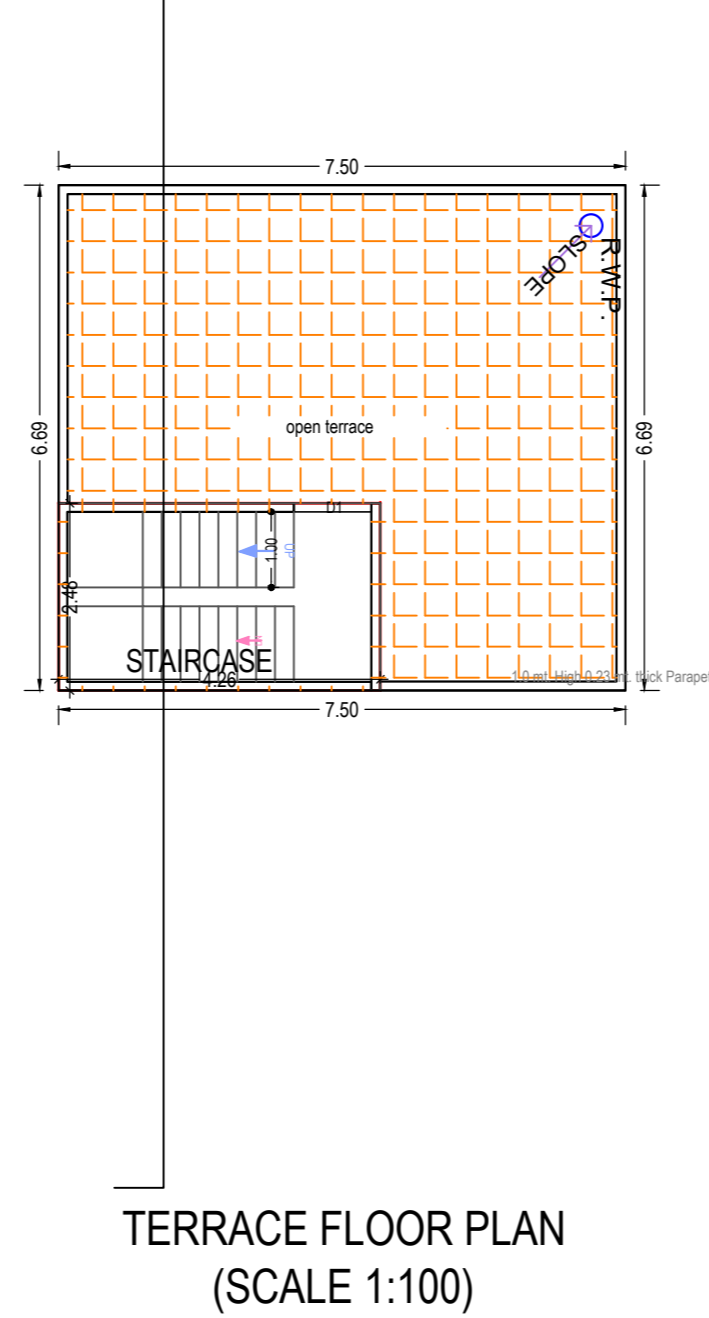 7.50
SLOPE
R.W.P.
6.69
6.69
open terrace
D1
1.00
UP
2.48
STAIRCASE
4.26
1.0 mt. High 0.23 mt. thick Parapet
7.50
TERRACE FLOOR PLAN
(SCALE 1:100)